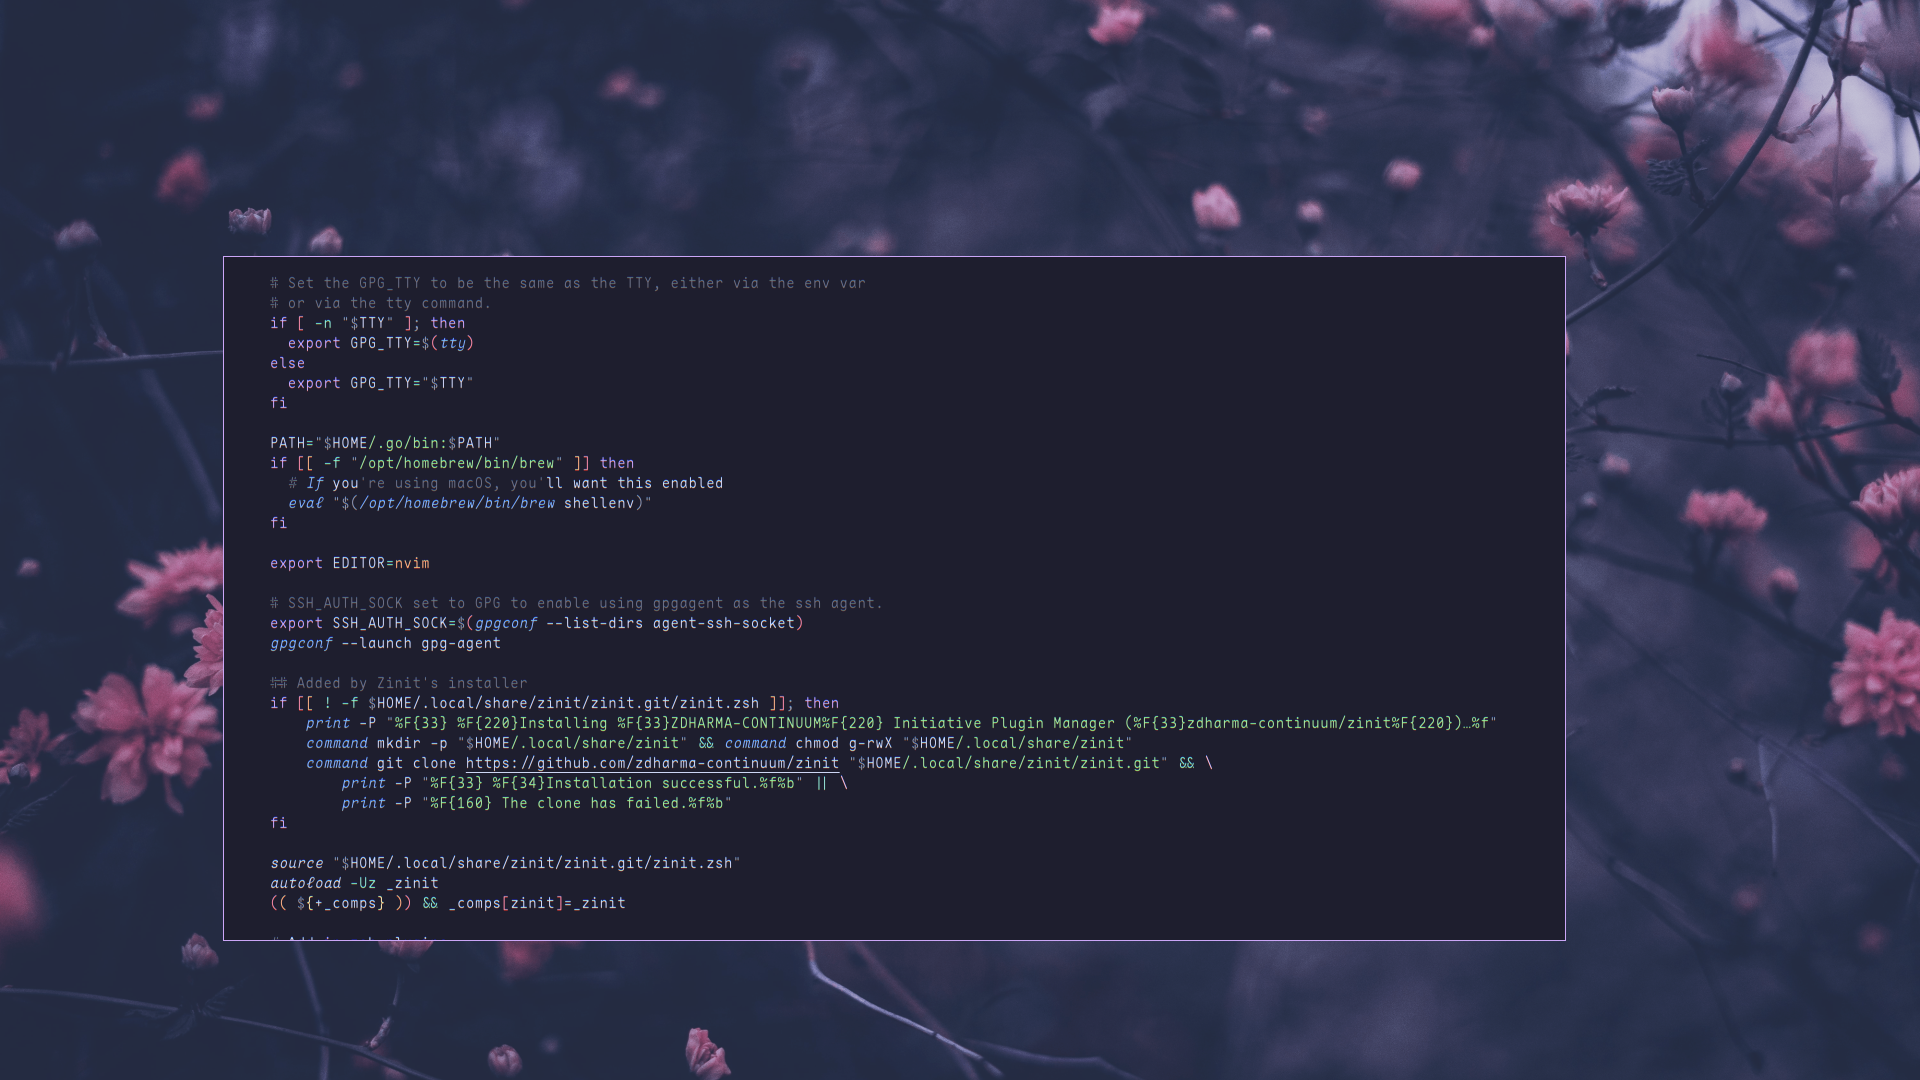 # Set the GPG_TTY to be the same as the TTY, either via the env var
# or via the tty command.
if [ -n "$TTY" ]; then
  export GPG_TTY=$(tty)
else
  export GPG_TTY="$TTY"
fi

PATH="$HOME/.go/bin:$PATH"
if [[ -f "/opt/homebrew/bin/brew" ]] then
  # If you're using macOS, you'll want this enabled
  eval "$(/opt/homebrew/bin/brew shellenv)"
fi

export EDITOR=nvim

# SSH_AUTH_SOCK set to GPG to enable using gpgagent as the ssh agent.
export SSH_AUTH_SOCK=$(gpgconf --list-dirs agent-ssh-socket)
gpgconf --launch gpg-agent

## Added by Zinit's installer
if [[ ! -f $HOME/.local/share/zinit/zinit.git/zinit.zsh ]]; then
    print -P "%F{33} %F{220}Installing %F{33}ZDHARMA-CONTINUUM%F{220} Initiative Plugin Manager (%F{33}zdharma-continuum/zinit%F{220})…%f"
    command mkdir -p "$HOME/.local/share/zinit" && command chmod g-rwX "$HOME/.local/share/zinit"
    command git clone https://github.com/zdharma-continuum/zinit "$HOME/.local/share/zinit/zinit.git" && \
        print -P "%F{33} %F{34}Installation successful.%f%b" || \
        print -P "%F{160} The clone has failed.%f%b"
fi

source "$HOME/.local/share/zinit/zinit.git/zinit.zsh"
autoload -Uz _zinit
(( ${+_comps} )) && _comps[zinit]=_zinit